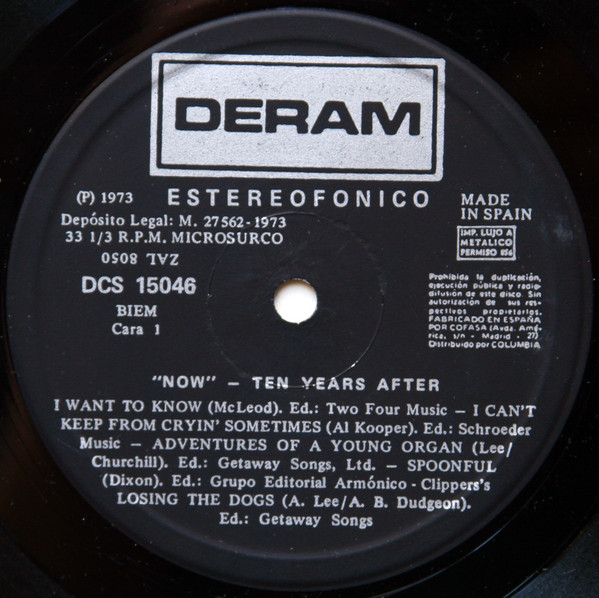 DERAM
ESTEREOFONICO
(P) 1973
Depósito Legal: M. 27562-1973
33 1/3 R.P.M. MICROSURCO
ZAL 8050
DCS 15046
BIEM
Cara 1
MADE
IN SPAIN
IMP. LUJO A
METALICO
PERMISO 856
Prohibida la duplicación,
ejecución pública y radio-
difusión de este disco. Sin
autorización de sus res-
pectivos propietarios.
FABRICADO EN ESPAÑA
POR COFASA (Avda. Amé-
rica, s/n - Madrid - 27)
Distribuido por COLUMBIA.
"NOW" – TEN YEARS AFTER
I WANT TO KNOW (McLeod). Ed.: Two Four Music – I CAN'T
KEEP FROM CRYIN' SOMETIMES (Al Kooper). Ed.: Schroeder
Music – ADVENTURES OF A YOUNG ORGAN (Lee/
Churchill). Ed.: Getaway Songs, Ltd. – SPOONFUL
(Dixon). Ed.: Grupo Editorial Armónico - Clippers's
LOSING THE DOGS (A. Lee/A. B. Dudgeon).
Ed.: Getaway Songs